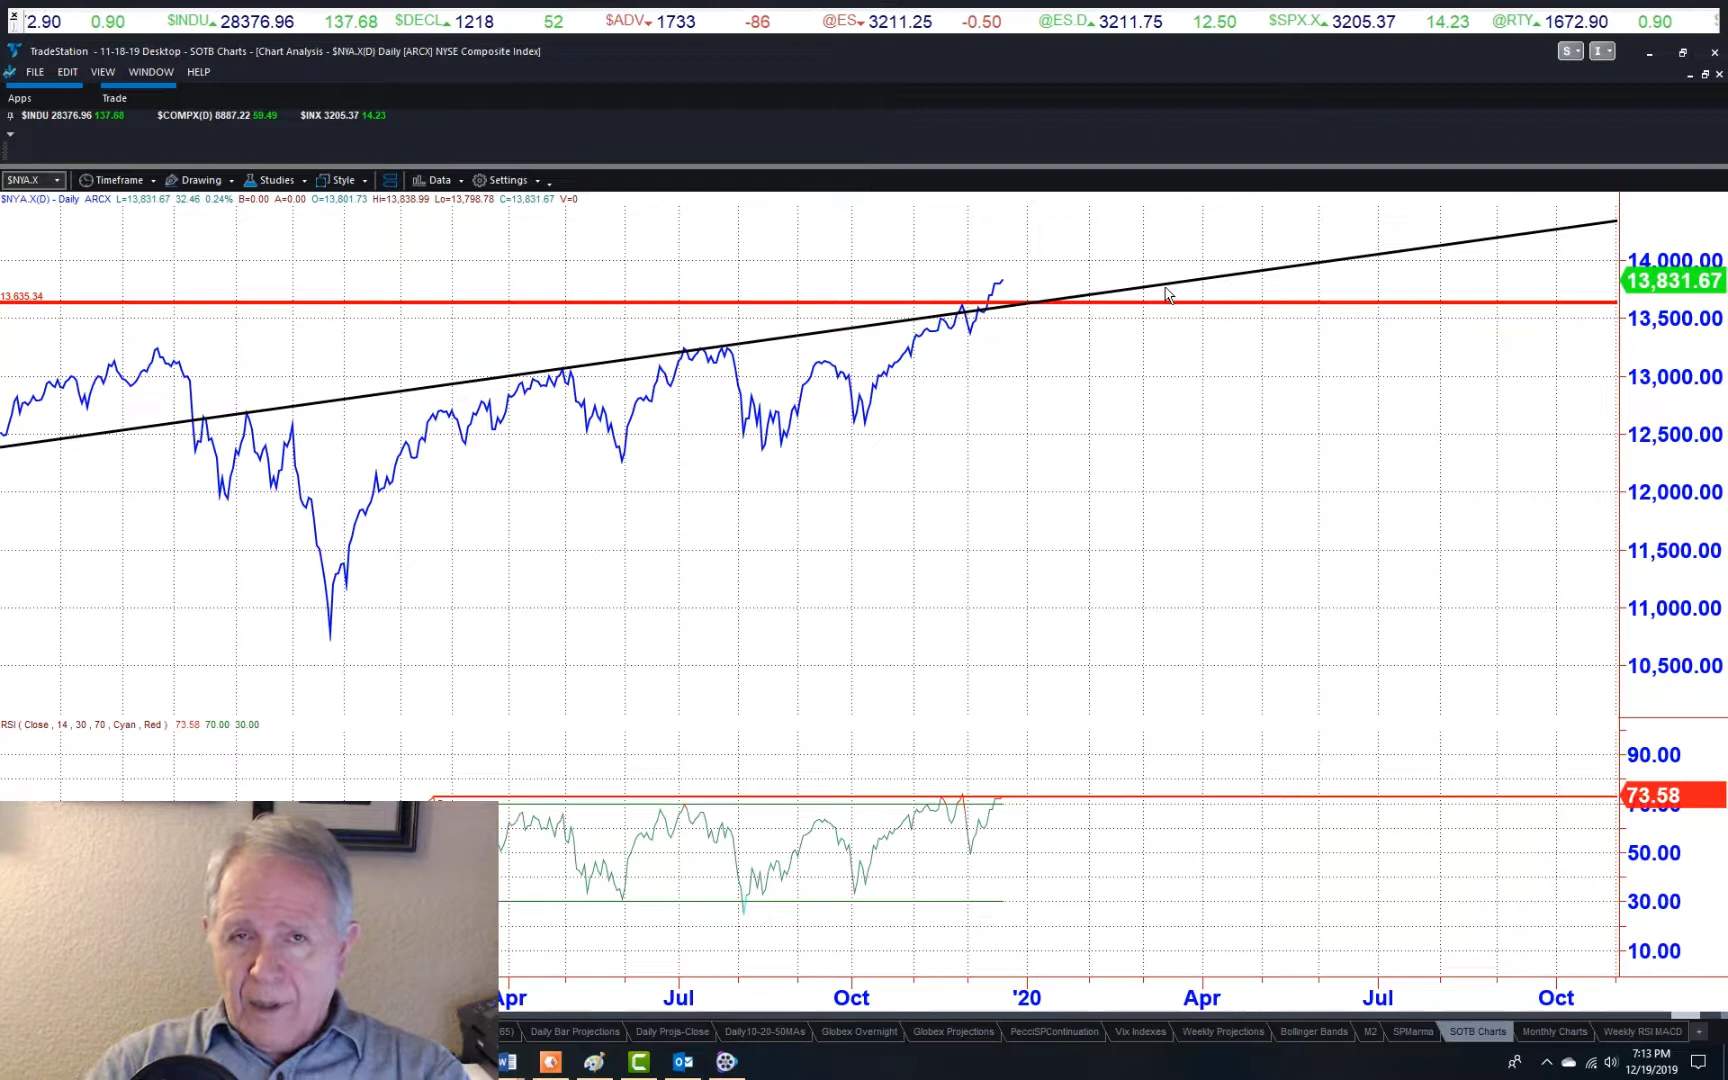 2.90 0.90 $INDU 28376.96 137.68 $DECL 1218 52 $ADV 1733 -86 @ES 3211.25 -0.50 @ES.D 3211.75 12.50 $SPX.X 3205.37 14.23 @RTY 1672.90 0.90
TradeStation - 11-18-19 Desktop - SOTB Charts - [Chart Analysis - $NYA.X(D) Daily [ARCX] NYSE Composite Index]
S I
FILE EDIT VIEW WINDOW HELP
Apps Trade
$INDU 28376.96 137.68 $COMPX(D) 8887.22 59.49 $INX 3205.37 14.23
$NYA.X Timeframe Drawing Studies Style Data Settings
$NYA.X(D) - Daily ARCX L=13,831.67 32.46 0.24% B=0.00 A=0.00 O=13,801.73 Hi=13,838.99 Lo=13,798.78 C=13,831.67 V=0
14,000.00
13,831.67
13,635.34
13,500.00
13,000.00
12,500.00
12,000.00
11,500.00
11,000.00
10,500.00
RSI ( Close , 14 , 30 , 70 , Cyan , Red ) 73.58 70.00 30.00
90.00
73.58
50.00
30.00
10.00
Apr Jul Oct '20 Apr Jul Oct
65) Daily Bar Projections Daily Projs-Close Daily10-20-50MAs Globex Overnight Globex Projections PecciSPContinuation Vix Indexes Weekly Projections Bollinger Bands M2 SPMarma SOTB Charts Monthly Charts Weekly RSI MACD +
7:13 PM
12/19/2019